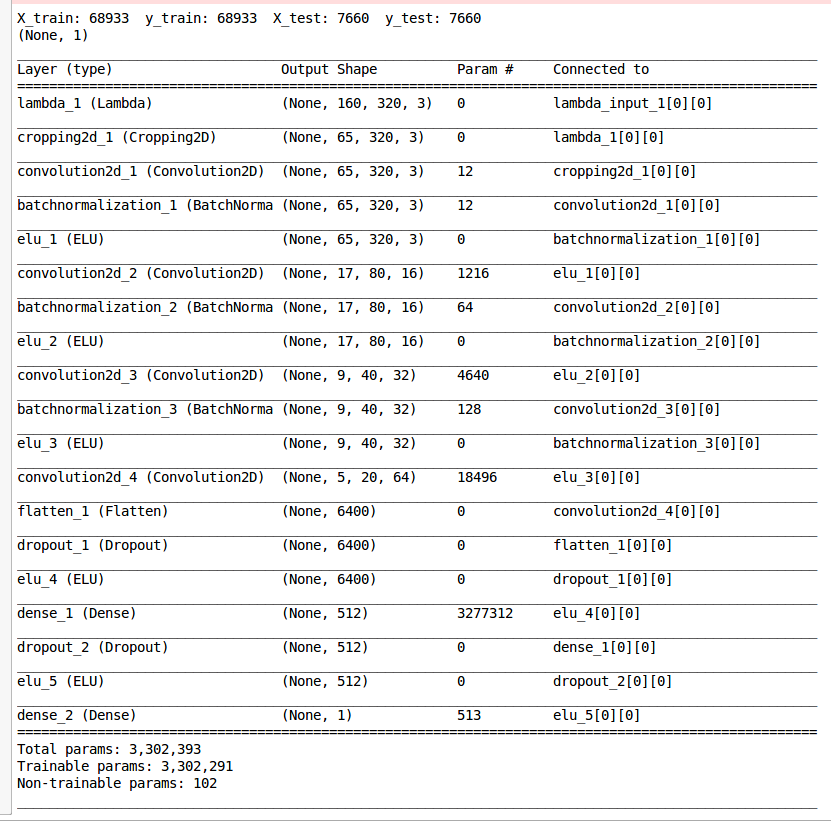 X_train: 68933  y_train: 68933  X_test: 7660  y_test: 7660
(None, 1)
____________________________________________________________________________________________________
Layer (type)                     Output Shape          Param #     Connected to
====================================================================================================
lambda_1 (Lambda)                (None, 160, 320, 3)   0           lambda_input_1[0][0]
____________________________________________________________________________________________________
cropping2d_1 (Cropping2D)        (None, 65, 320, 3)    0           lambda_1[0][0]
____________________________________________________________________________________________________
convolution2d_1 (Convolution2D)  (None, 65, 320, 3)    12          cropping2d_1[0][0]
____________________________________________________________________________________________________
batchnormalization_1 (BatchNorma (None, 65, 320, 3)    12          convolution2d_1[0][0]
____________________________________________________________________________________________________
elu_1 (ELU)                      (None, 65, 320, 3)    0           batchnormalization_1[0][0]
____________________________________________________________________________________________________
convolution2d_2 (Convolution2D)  (None, 17, 80, 16)    1216        elu_1[0][0]
____________________________________________________________________________________________________
batchnormalization_2 (BatchNorma (None, 17, 80, 16)    64          convolution2d_2[0][0]
____________________________________________________________________________________________________
elu_2 (ELU)                      (None, 17, 80, 16)    0           batchnormalization_2[0][0]
____________________________________________________________________________________________________
convolution2d_3 (Convolution2D)  (None, 9, 40, 32)     4640        elu_2[0][0]
____________________________________________________________________________________________________
batchnormalization_3 (BatchNorma (None, 9, 40, 32)     128         convolution2d_3[0][0]
____________________________________________________________________________________________________
elu_3 (ELU)                      (None, 9, 40, 32)     0           batchnormalization_3[0][0]
____________________________________________________________________________________________________
convolution2d_4 (Convolution2D)  (None, 5, 20, 64)     18496       elu_3[0][0]
____________________________________________________________________________________________________
flatten_1 (Flatten)              (None, 6400)          0           convolution2d_4[0][0]
____________________________________________________________________________________________________
dropout_1 (Dropout)              (None, 6400)          0           flatten_1[0][0]
____________________________________________________________________________________________________
elu_4 (ELU)                      (None, 6400)          0           dropout_1[0][0]
____________________________________________________________________________________________________
dense_1 (Dense)                  (None, 512)           3277312     elu_4[0][0]
____________________________________________________________________________________________________
dropout_2 (Dropout)              (None, 512)           0           dense_1[0][0]
____________________________________________________________________________________________________
elu_5 (ELU)                      (None, 512)           0           dropout_2[0][0]
____________________________________________________________________________________________________
dense_2 (Dense)                  (None, 1)             513         elu_5[0][0]
====================================================================================================
Total params: 3,302,393
Trainable params: 3,302,291
Non-trainable params: 102
____________________________________________________________________________________________________